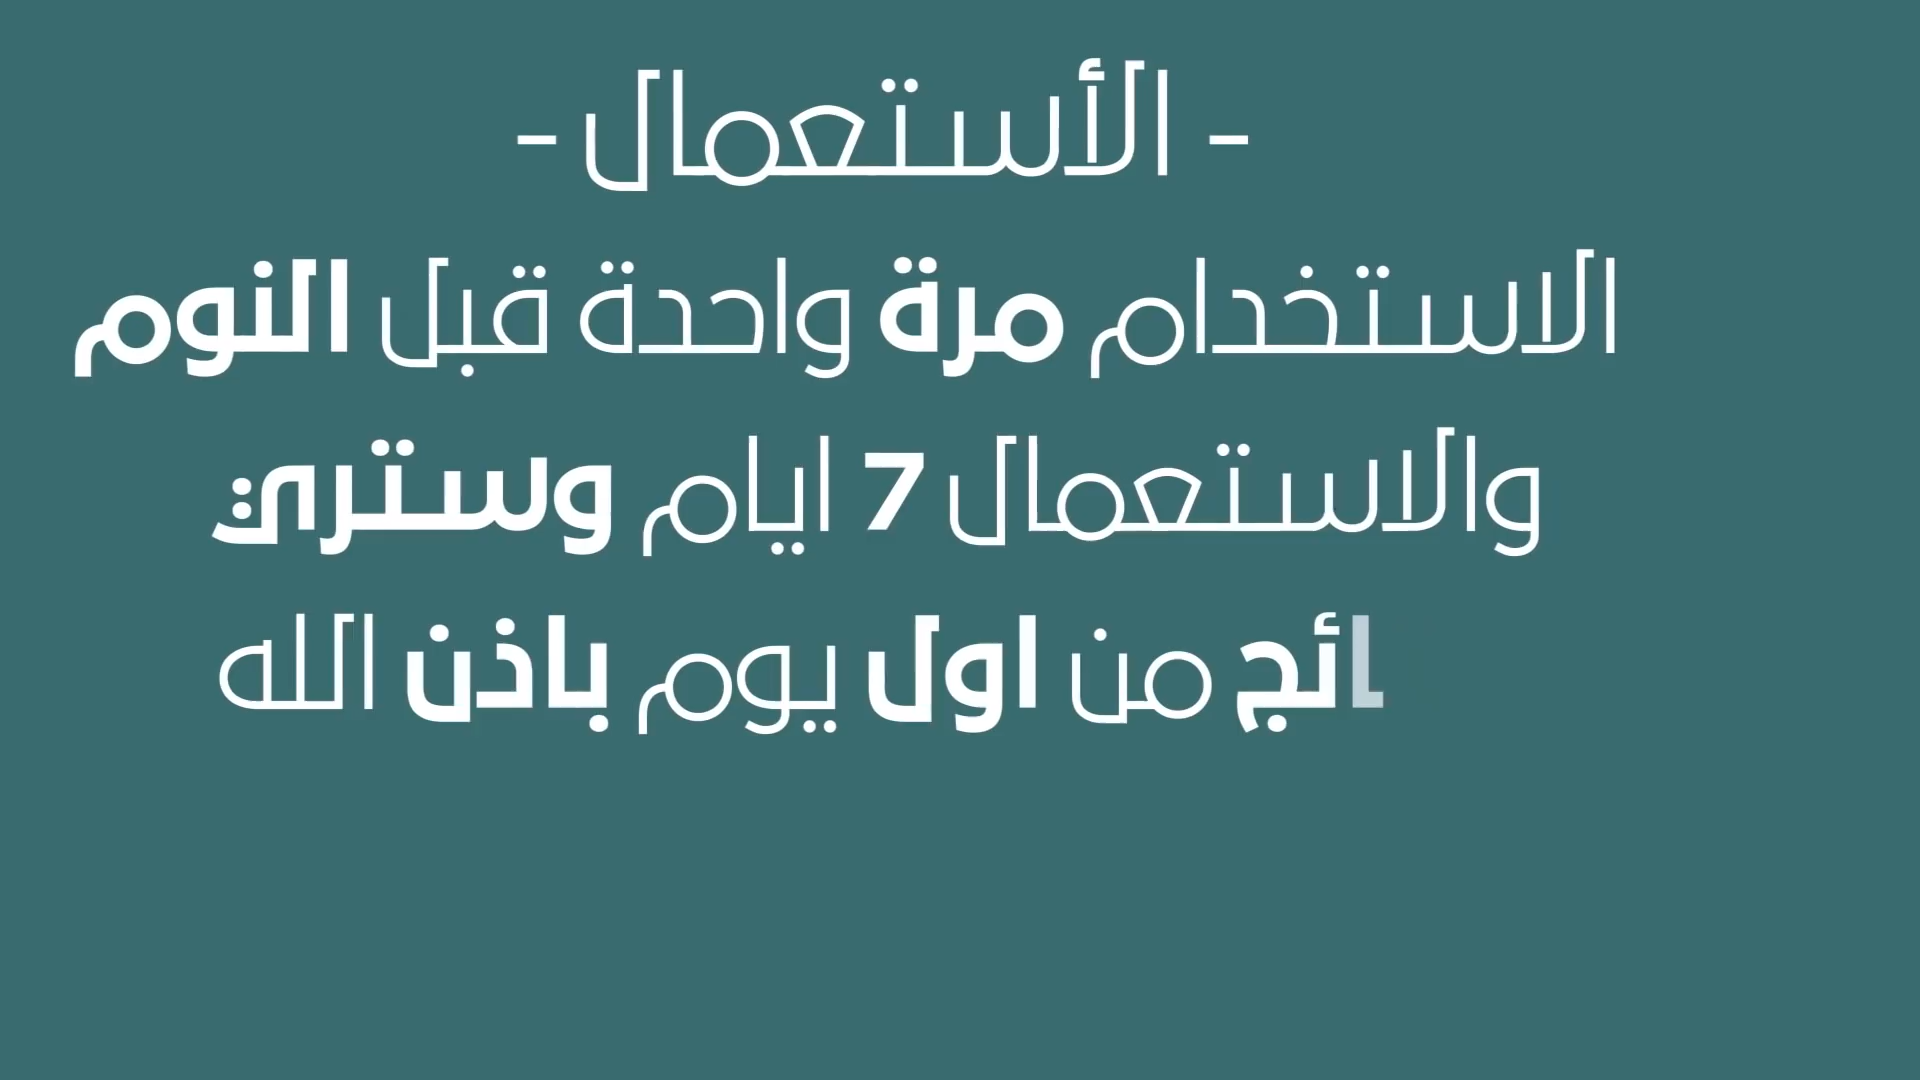 - الأستعمال -
الاستخدام مرة واحدة قبل النوم
والاستعمال 7 ايام وستري
ائج من اول يوم باذن الله